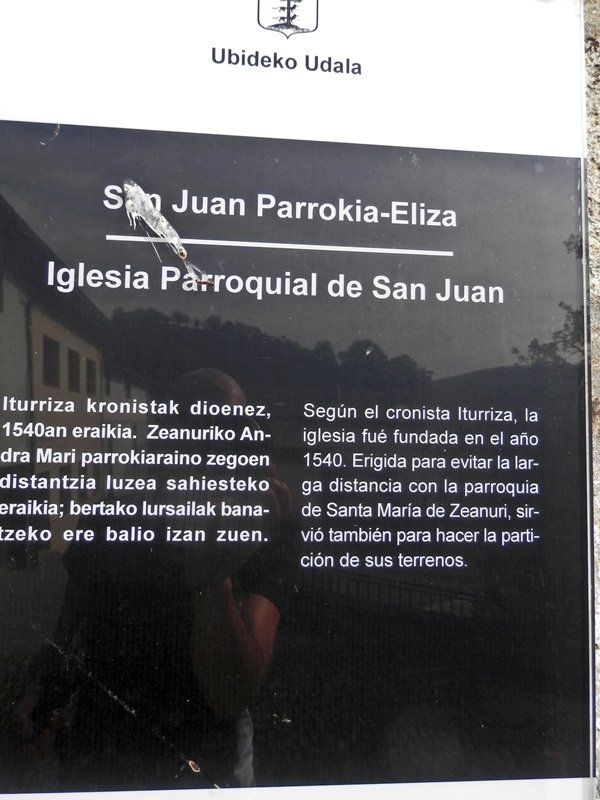 Ubideko Udala
San Juan Parrokia-Eliza
Iglesia Parroquial de San Juan
Iturriza kronistak dioenez,
1540an eraikia. Zeanuriko An-
dra Mari parrokiaraino zegoen
distantzia luzea sahiesteko
eraikia; bertako lursailak bana-
tzeko ere balio izan zuen.
Según el cronista Iturriza, la
iglesia fué fundada en el año
1540. Erigida para evitar la lar-
ga distancia con la parroquia
de Santa María de Zeanuri, sir-
vió también para hacer la parti-
ción de sus terrenos.